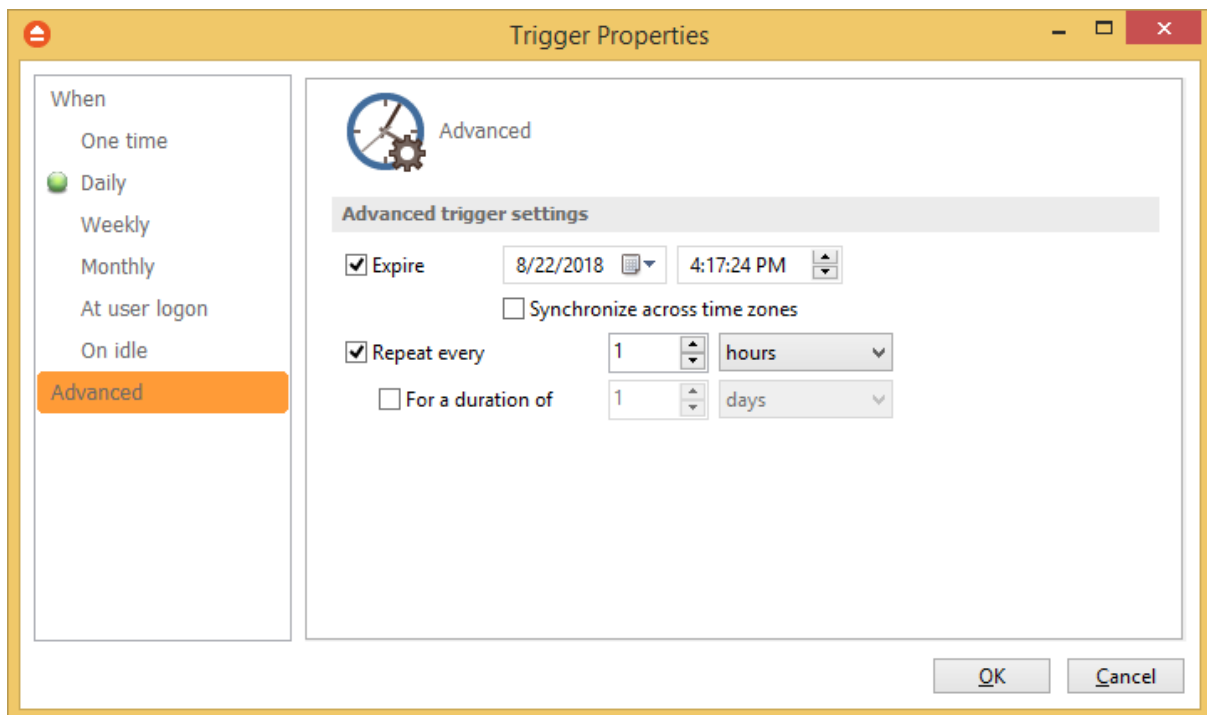 Trigger Properties
When
One time
Daily
Weekly
Monthly
At user logon
On idle
Advanced
Advanced
Advanced trigger settings
Expire 8/22/2018 4:17:24 PM
Synchronize across time zones
Repeat every 1 hours
For a duration of 1 days
OK Cancel